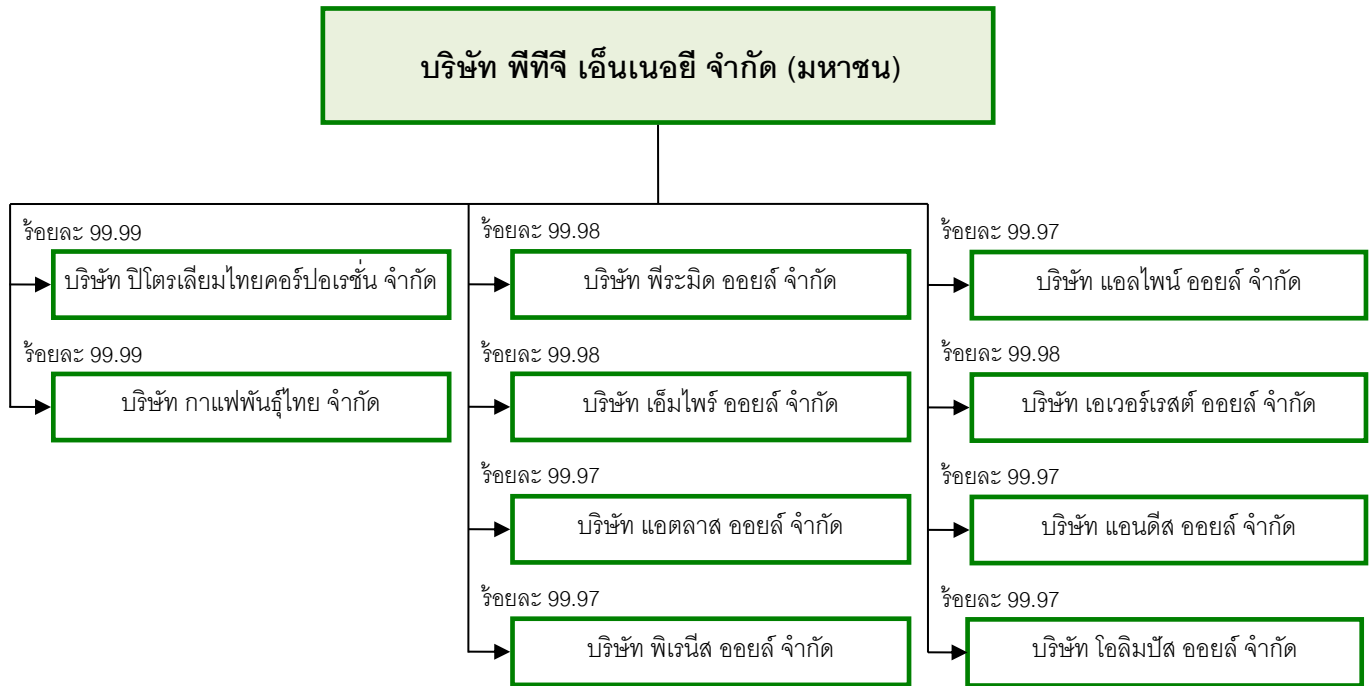 บริษัท พีทีจี เอ็นเนอยี จำกัด (มหาชน)
ร้อยละ 99.99
บริษัท ปิโตรเลียมไทยคอร์ปอเรชั่น จำกัด
ร้อยละ 99.99
บริษัท กาแฟพันธุ์ไทย จำกัด
ร้อยละ 99.98
บริษัท พีระมิด ออยล์ จำกัด
ร้อยละ 99.98
บริษัท เอ็มไพร์ ออยล์ จำกัด
ร้อยละ 99.97
บริษัท แอตลาส ออยล์ จำกัด
ร้อยละ 99.97
บริษัท พิเรนีส ออยล์ จำกัด
ร้อยละ 99.97
บริษัท แอลไพน์ ออยล์ จำกัด
ร้อยละ 99.98
บริษัท เอเวอร์เรสต์ ออยล์ จำกัด
ร้อยละ 99.97
บริษัท แอนดีส ออยล์ จำกัด
ร้อยละ 99.97
บริษัท โอลิมปัส ออยล์ จำกัด